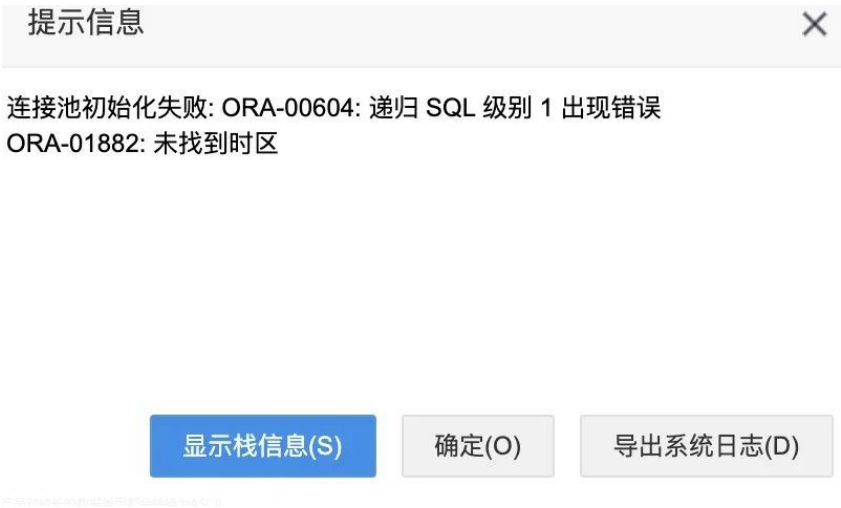 提示信息
连接池初始化失败: ORA-00604: 递归 SQL 级别 1 出现错误
ORA-01882: 未找到时区
显示栈信息(S)
确定(O)
导出系统日志(D)